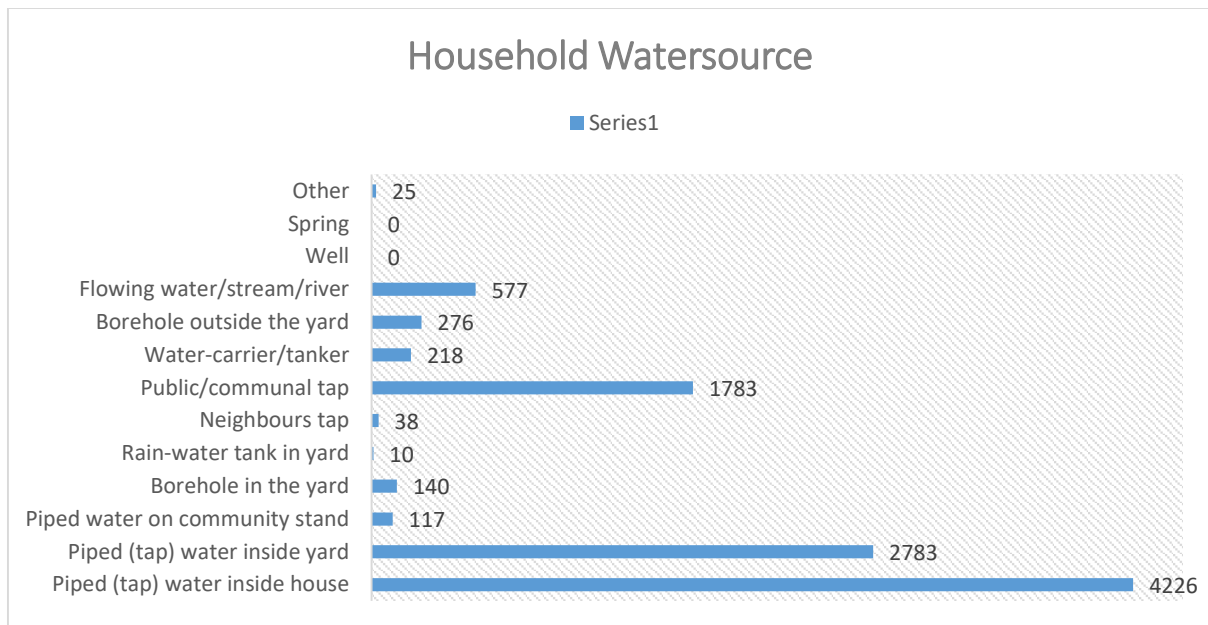 Household Watersource
Series1
Other 25
Spring 0
Well 0
Flowing water/stream/river 577
Borehole outside the yard 276
Water-carrier/tanker 218
Public/communal tap 1783
Neighbours tap 38
Rain-water tank in yard 10
Borehole in the yard 140
Piped water on community stand 117
Piped (tap) water inside yard 2783
Piped (tap) water inside house 4226